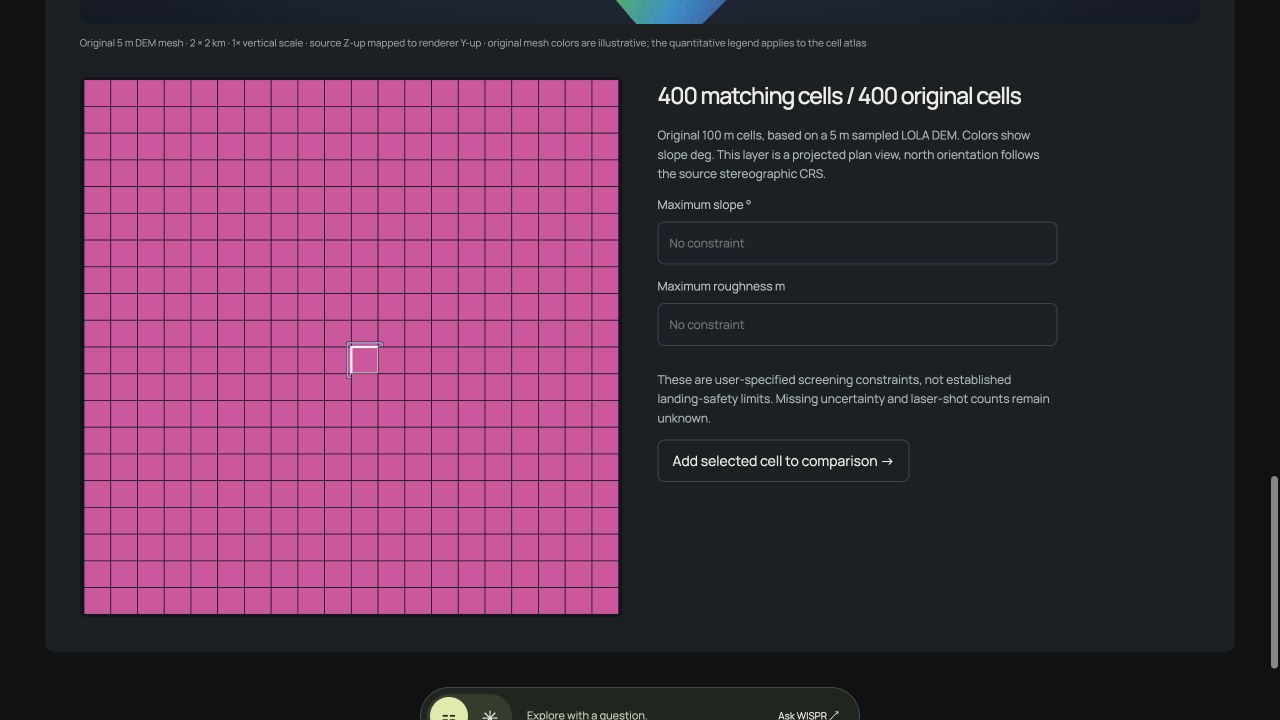 Original 5 m DEM mesh · 2 × 2 km · 1× vertical scale · source Z-up mapped to renderer Y-up · original mesh colors are illustrative; the quantitative legend applies to the cell atlas
400 matching cells / 400 original cells
Original 100 m cells, based on a 5 m sampled LOLA DEM. Colors show
slope deg. This layer is a projected plan view, north orientation follows
the source stereographic CRS.
Maximum slope °
No constraint
Maximum roughness m
No constraint
These are user-specified screening constraints, not established
landing-safety limits. Missing uncertainty and laser-shot counts remain
unknown.
Add selected cell to comparison →
Explore with a question.
Ask WISPR ↗